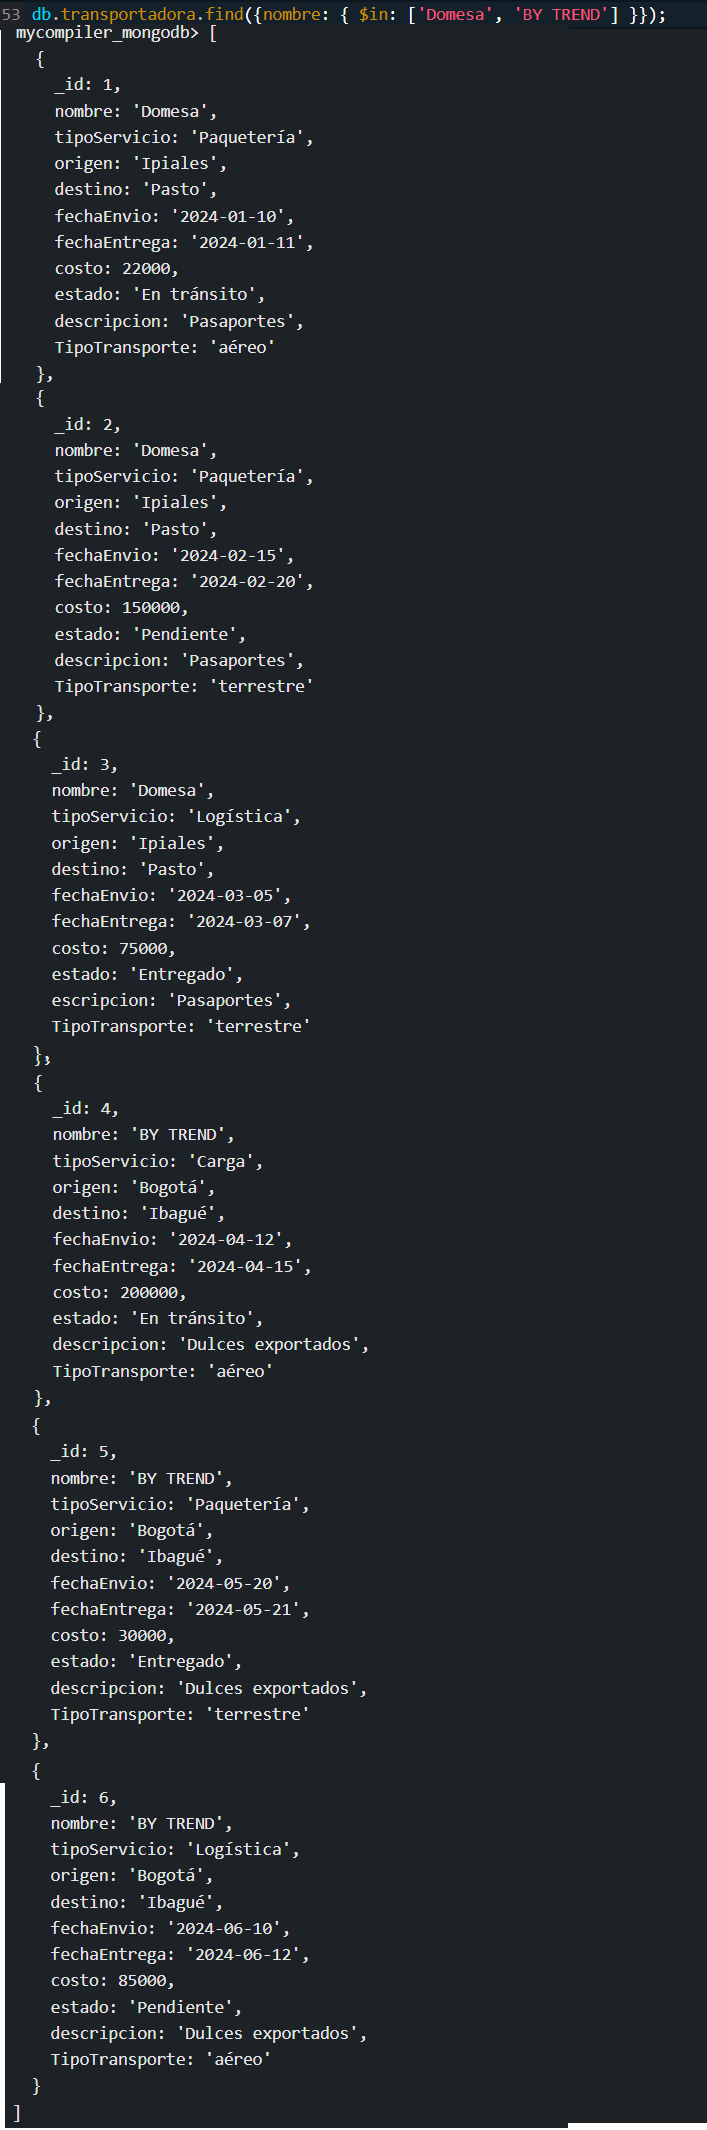 53 db.transportadora.find({nombre: { $in: ['Domesa', 'BY TREND'] }});
mycompiler_mongodb> [
{
_id: 1,
nombre: 'Domesa',
tipoServicio: 'Paquetería',
origen: 'Ipiales',
destino: 'Pasto',
fechaEnvio: '2024-01-10',
fechaEntrega: '2024-01-11',
costo: 22000,
estado: 'En tránsito',
descripcion: 'Pasaportes',
TipoTransporte: 'aéreo'
},
{
_id: 2,
nombre: 'Domesa',
tipoServicio: 'Paquetería',
origen: 'Ipiales',
destino: 'Pasto',
fechaEnvio: '2024-02-15',
fechaEntrega: '2024-02-20',
costo: 150000,
estado: 'Pendiente',
descripcion: 'Pasaportes',
TipoTransporte: 'terrestre'
},
{
_id: 3,
nombre: 'Domesa',
tipoServicio: 'Logística',
origen: 'Ipiales',
destino: 'Pasto',
fechaEnvio: '2024-03-05',
fechaEntrega: '2024-03-07',
costo: 75000,
estado: 'Entregado',
escripcion: 'Pasaportes',
TipoTransporte: 'terrestre'
},
{
_id: 4,
nombre: 'BY TREND',
tipoServicio: 'Carga',
origen: 'Bogotá',
destino: 'Ibagué',
fechaEnvio: '2024-04-12',
fechaEntrega: '2024-04-15',
costo: 200000,
estado: 'En tránsito',
descripcion: 'Dulces exportados',
TipoTransporte: 'aéreo'
},
{
_id: 5,
nombre: 'BY TREND',
tipoServicio: 'Paquetería',
origen: 'Bogotá',
destino: 'Ibagué',
fechaEnvio: '2024-05-20',
fechaEntrega: '2024-05-21',
costo: 30000,
estado: 'Entregado',
descripcion: 'Dulces exportados',
TipoTransporte: 'terrestre'
},
{
_id: 6,
nombre: 'BY TREND',
tipoServicio: 'Logística',
origen: 'Bogotá',
destino: 'Ibagué',
fechaEnvio: '2024-06-10',
fechaEntrega: '2024-06-12',
costo: 85000,
estado: 'Pendiente',
descripcion: 'Dulces exportados',
TipoTransporte: 'aéreo'
}
]